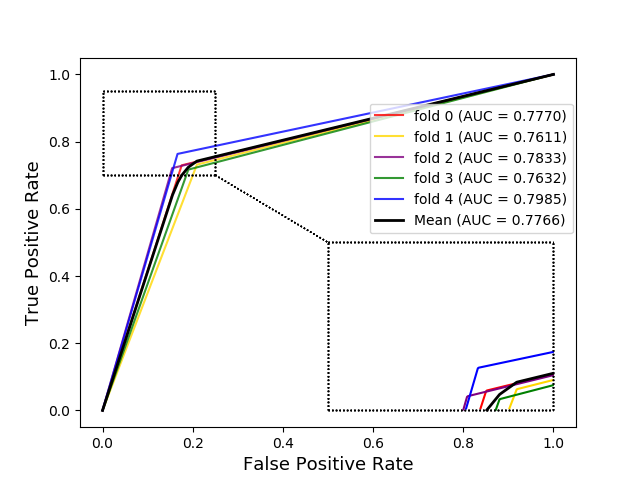 1.0
0.8
0.6
0.4
0.2
0.0
True Positive Rate
fold 0 (AUC = 0.7770)
fold 1 (AUC = 0.7611)
fold 2 (AUC = 0.7833)
fold 3 (AUC = 0.7632)
fold 4 (AUC = 0.7985)
Mean (AUC = 0.7766)
0.0 0.2 0.4 0.6 0.8 1.0
False Positive Rate